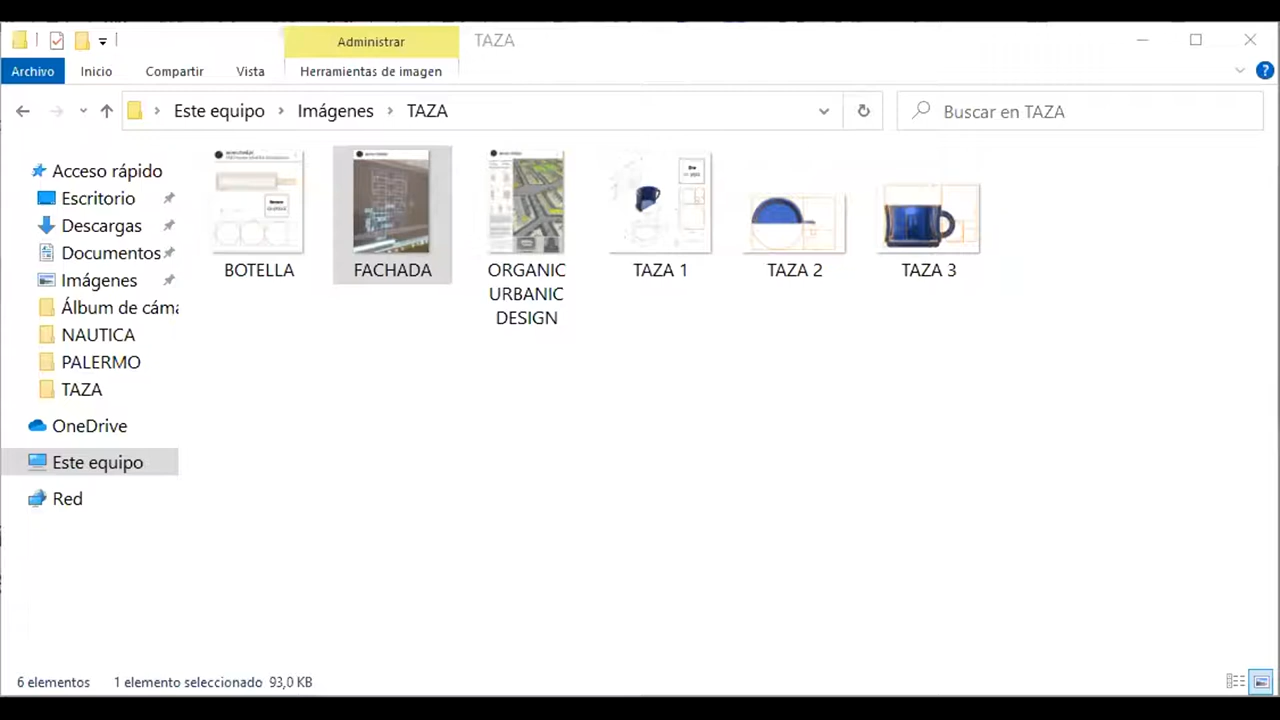 Administrar
TAZA
Archivo
Inicio
Compartir
Vista
Herramientas de imagen
Este equipo
Imágenes
TAZA
Buscar en TAZA
Acceso rápido
Escritorio
Descargas
Documentos
Imágenes
Álbum de cáma
NAUTICA
PALERMO
TAZA
OneDrive
Este equipo
Red
BOTELLA
FACHADA
ORGANIC
URBANIC
DESIGN
TAZA 1
TAZA 2
TAZA 3
6 elementos
1 elemento seleccionado 93,0 KB